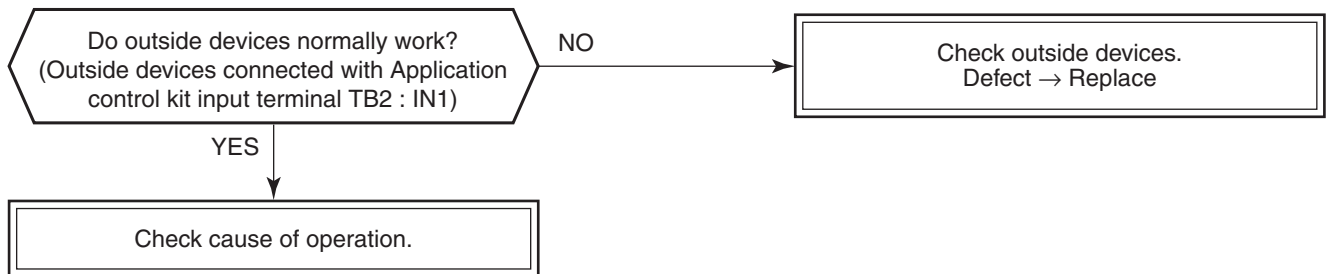 Do outside devices normally work?
(Outside devices connected with Application
control kit input terminal TB2 : IN1)
NO
Check outside devices.
Defect → Replace
YES
Check cause of operation.